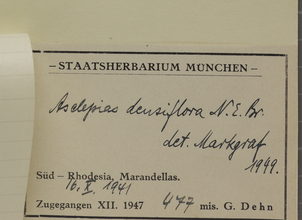 – STAATSHERBARIUM MÜNCHEN –
Asclepias densiflora N. E. Br.
det. Markgraf
1949.
Süd – Rhodesia, Marandellas.
16. X. 1941
Zugegangen XII. 1947 477 mis. G. Dehn